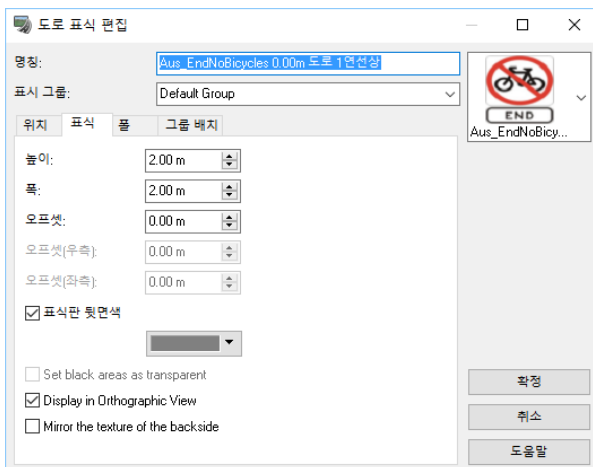 도로 표식 편집
명칭: Aus_EndNoBicycles 0.00m 도로 1연선상
표시 그룹: Default Group
END
Aus_EndNoBicy...
위치 표식 폴 그룹 배치
높이: 2.00 m
폭: 2.00 m
오프셋: 0.00 m
오프셋(우측): 0.00 m
오프셋(좌측): 0.00 m
표식판 뒷면색
Set black areas as transparent
Display in Orthographic View
Mirror the texture of the backside
확정
취소
도움말